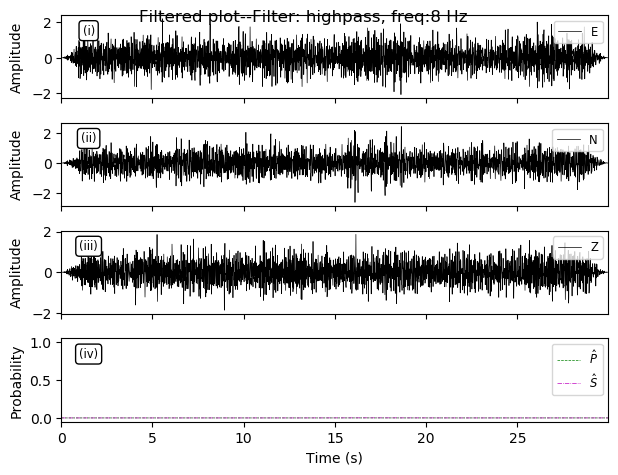 Filtered plot--Filter: highpass, freq:8 Hz
2
(i)
E
Amplitude
0
−2
2
(ii)
N
Amplitude
0
−2
2
(iii)
Z
Amplitude
0
−2
1.0
(iv)
P̂
Ŝ
Probability
0.5
0.0
0 5 10 15 20 25
Time (s)